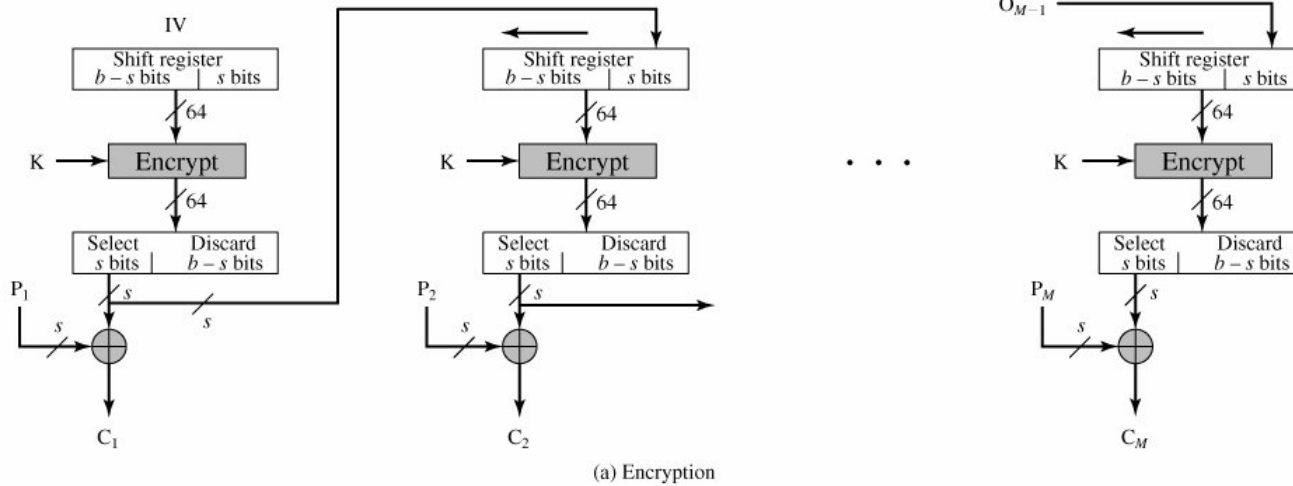 O_{M−1}
IV
Shift register
b – s bits | s bits
64
K
Encrypt
64
Select Discard
s bits | b – s bits
P_1
s
s
s
C_1
Shift register
b – s bits | s bits
64
K
Encrypt
64
Select Discard
s bits | b – s bits
P_2
s
s
C_2
. . .
Shift register
b – s bits | s bits
64
K
Encrypt
64
Select Discard
s bits | b – s bits
P_M
s
s
C_M
(a) Encryption